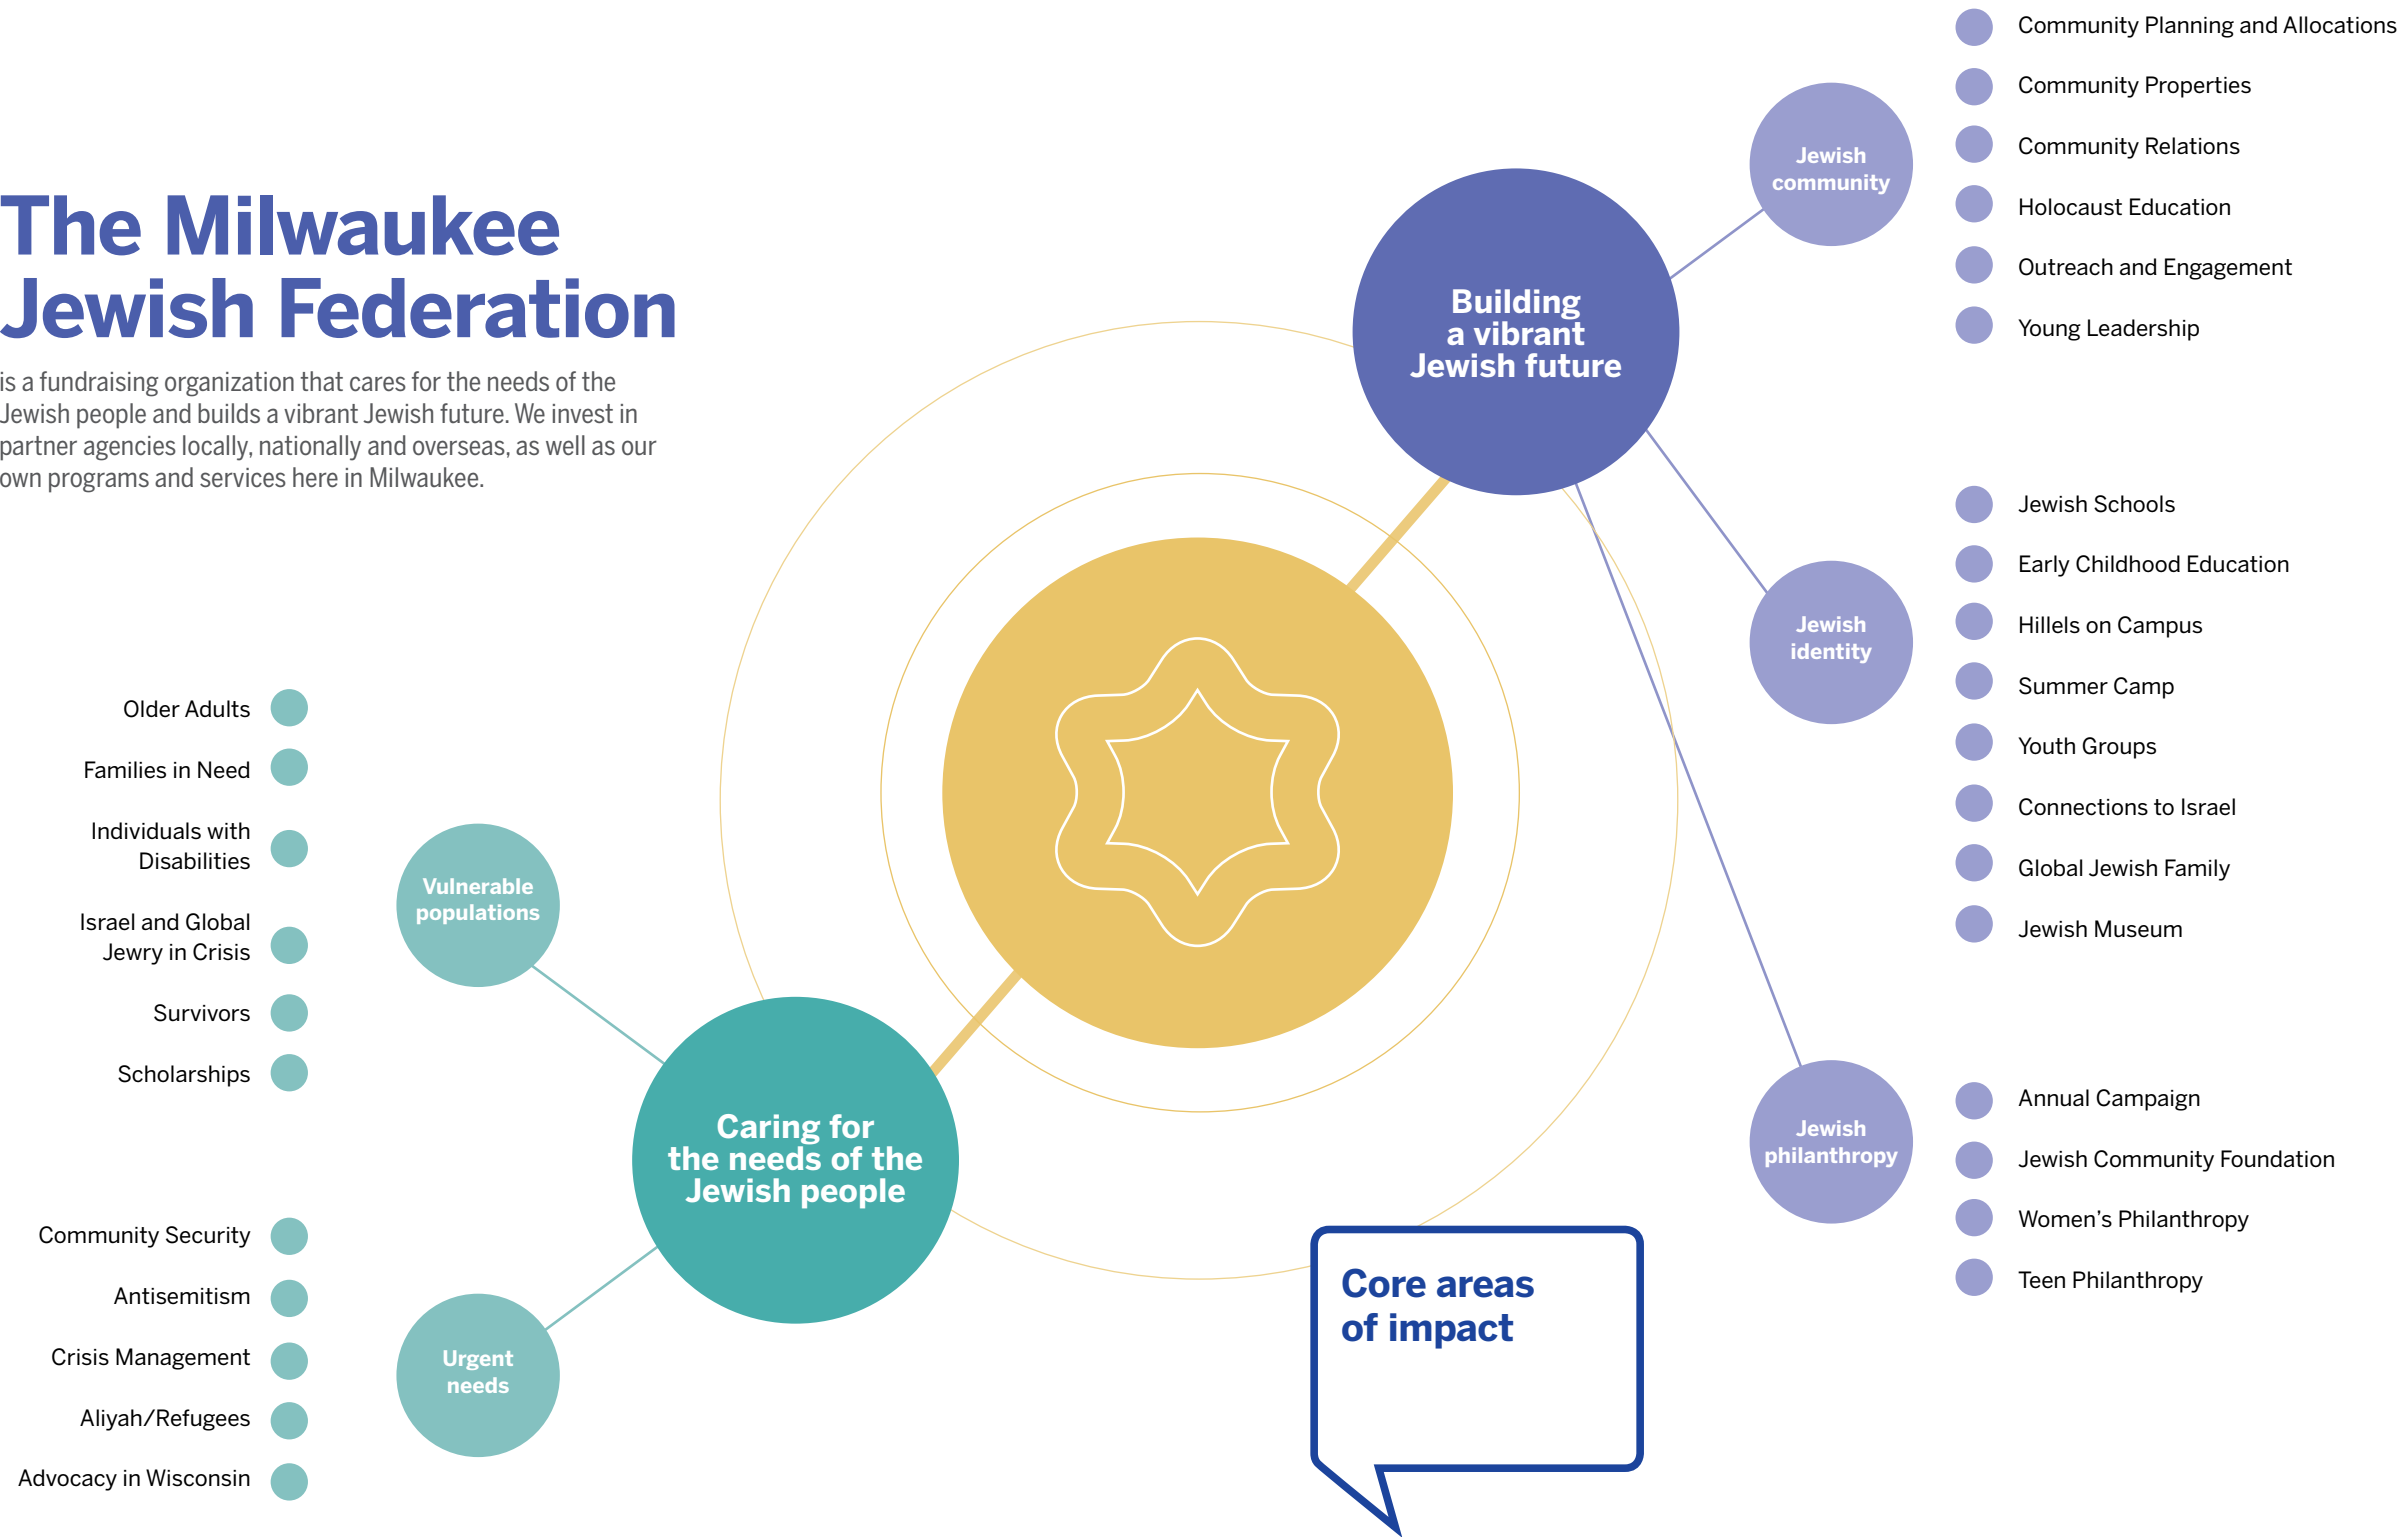 The Milwaukee
Jewish Federation
is a fundraising organization that cares for the needs of the
Jewish people and builds a vibrant Jewish future. We invest in
partner agencies locally, nationally and overseas, as well as our
own programs and services here in Milwaukee.
Building
a vibrant
Jewish future
Jewish
community
Community Planning and Allocations
Community Properties
Community Relations
Holocaust Education
Outreach and Engagement
Young Leadership
Jewish
identity
Jewish Schools
Early Childhood Education
Hillels on Campus
Summer Camp
Youth Groups
Connections to Israel
Global Jewish Family
Jewish Museum
Jewish
philanthropy
Annual Campaign
Jewish Community Foundation
Women's Philanthropy
Teen Philanthropy
Caring for
the needs of the
Jewish people
Vulnerable
populations
Older Adults
Families in Need
Individuals with
Disabilities
Israel and Global
Jewry in Crisis
Survivors
Scholarships
Urgent
needs
Community Security
Antisemitism
Crisis Management
Aliyah/Refugees
Advocacy in Wisconsin
Core areas
of impact